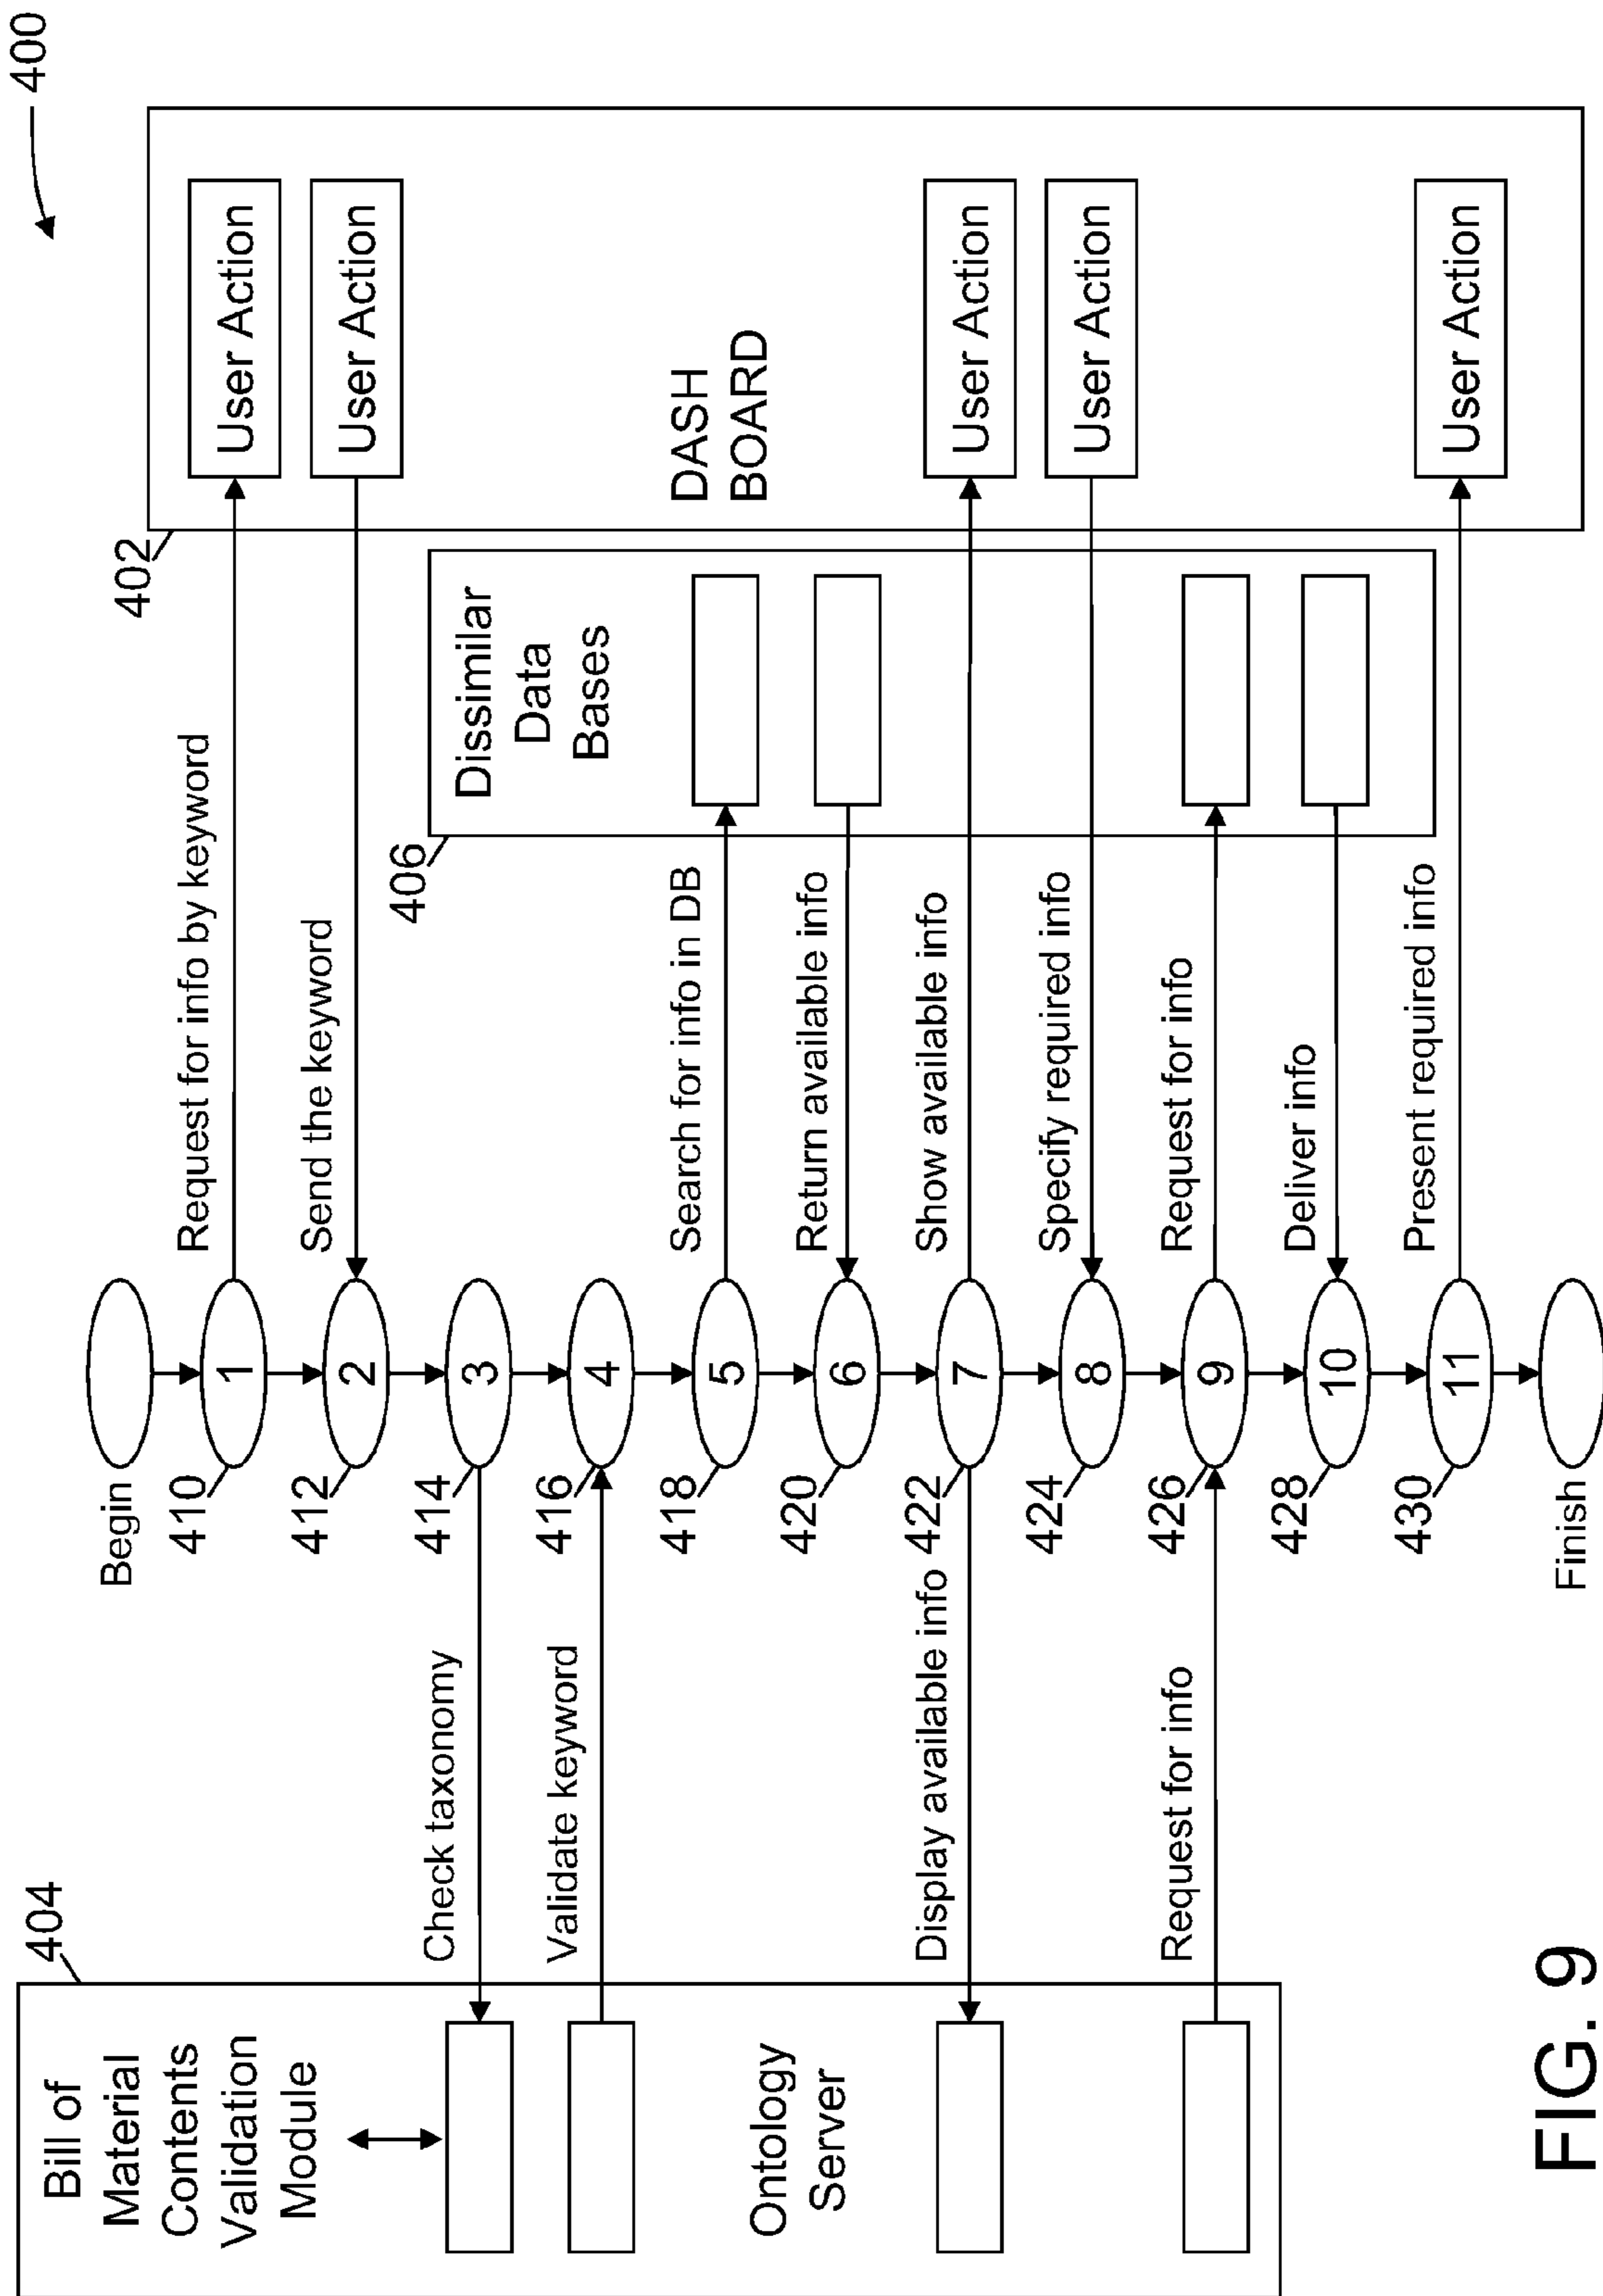 400
404
Bill of
Material
Contents
Validation
Module
Ontology
Server
Check taxonomy
Validate keyword
Display available info
Request for info
Begin
410
1
412
2
414
3
416
4
418
5
420
6
422
7
424
8
426
9
428
10
430
11
Finish
Request for info by keyword
Send the keyword
Search for info in DB
Return available info
Show available info
Specify required info
Request for info
Deliver info
Present required info
406
Dissimilar
Data
Bases
402
User Action
User Action
DASH
BOARD
User Action
User Action
User Action
FIG. 9